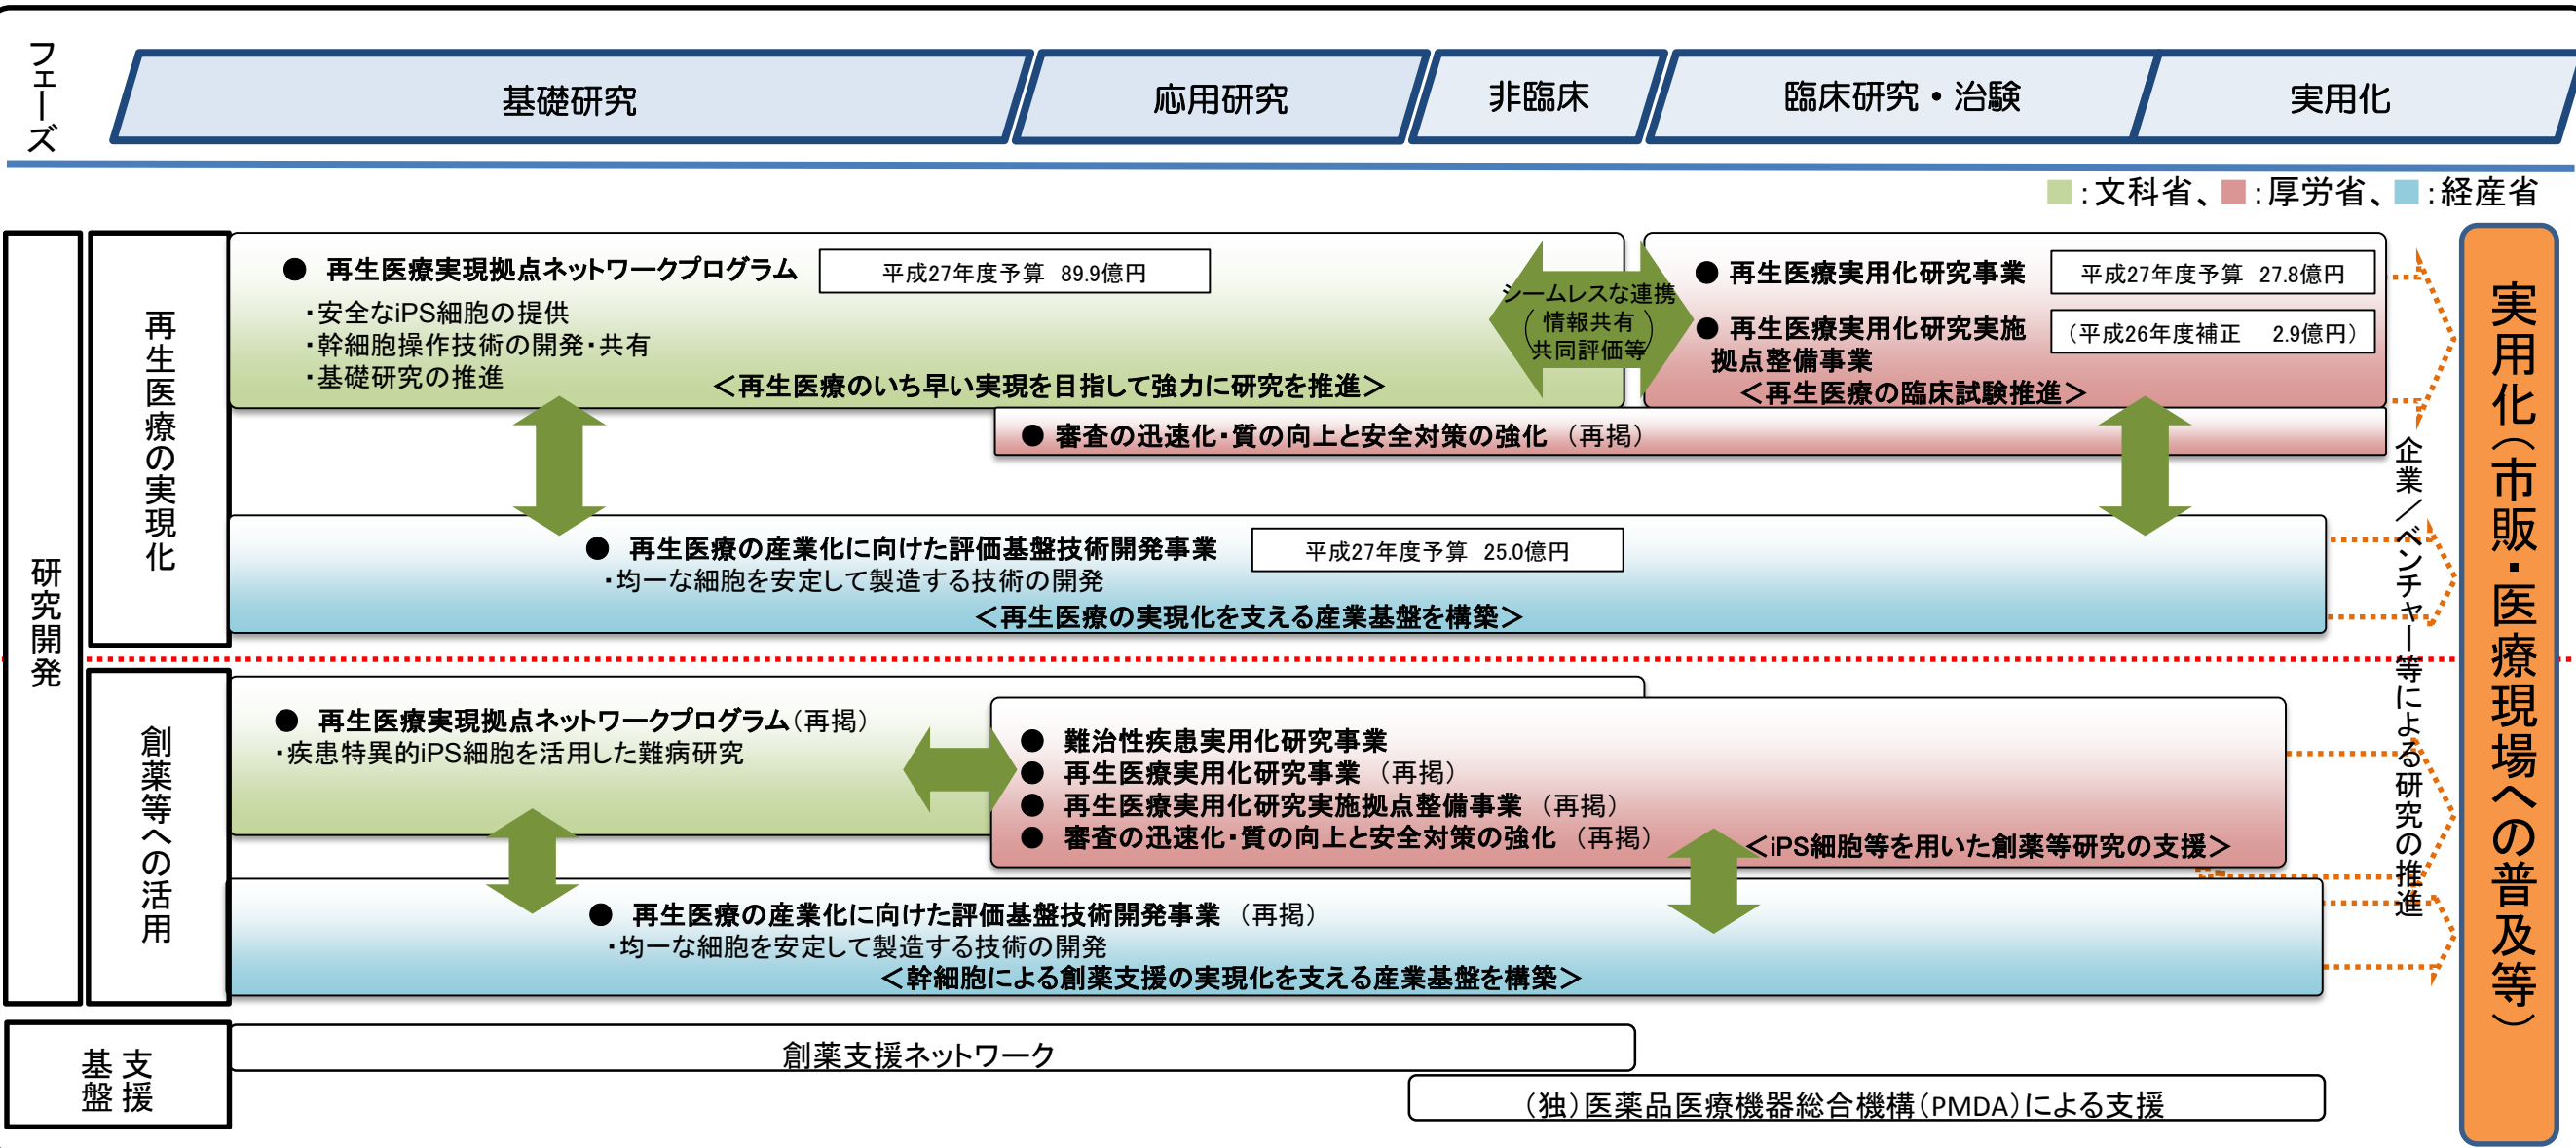 フェーズ
基礎研究
応用研究
非臨床
臨床研究・治験
実用化
：文科省、：厚労省、：経産省
研究開発
再生医療の実現化
● 再生医療実現拠点ネットワークプログラム
平成27年度予算 89.9億円
・安全なiPS細胞の提供
・幹細胞操作技術の開発・共有
・基礎研究の推進
＜再生医療のいち早い実現を目指して強力に研究を推進＞
シームレスな連携
（情報共有
共同評価等）
● 再生医療実用化研究事業
平成27年度予算 27.8億円
● 再生医療実用化研究実施
拠点整備事業
（平成26年度補正 2.9億円）
＜再生医療の臨床試験推進＞
● 審査の迅速化・質の向上と安全対策の強化（再掲）
● 再生医療の産業化に向けた評価基盤技術開発事業
平成27年度予算 25.0億円
・均一な細胞を安定して製造する技術の開発
＜再生医療の実現化を支える産業基盤を構築＞
創薬等への活用
● 再生医療実現拠点ネットワークプログラム（再掲）
・疾患特異的iPS細胞を活用した難病研究
● 難治性疾患実用化研究事業
● 再生医療実用化研究事業（再掲）
● 再生医療実用化研究実施拠点整備事業（再掲）
● 審査の迅速化・質の向上と安全対策の強化（再掲）
＜iPS細胞等を用いた創薬等研究の支援＞
● 再生医療の産業化に向けた評価基盤技術開発事業（再掲）
・均一な細胞を安定して製造する技術の開発
＜幹細胞による創薬支援の実現化を支える産業基盤を構築＞
企業／ベンチャー等による研究の推進
実用化（市販・医療現場への普及等）
支援
基盤
創薬支援ネットワーク
（独）医薬品医療機器総合機構（PMDA）による支援